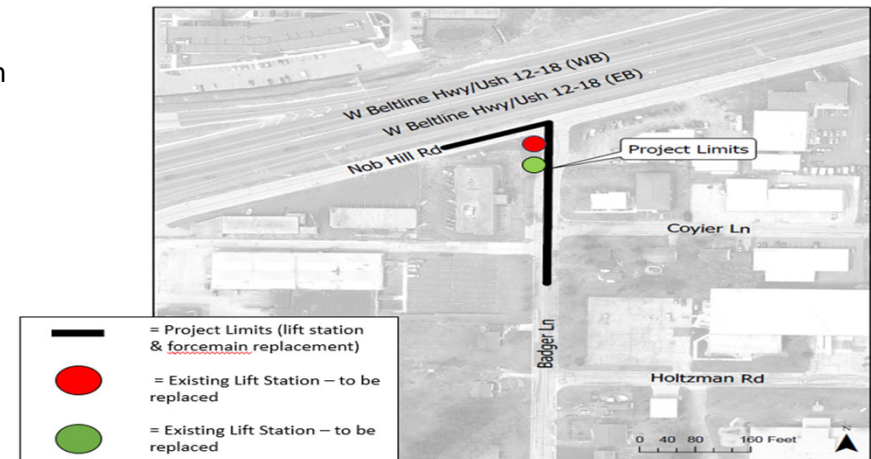 n
W Beltline Hwy/Ush 12-18 (WB)
W Beltline Hwy/Ush 12-18 (EB)
Nob Hill Rd
Project Limits
Coyier Ln
Badger Ln
Holtzman Rd
= Project Limits (lift station
& forcemain replacement)
= Existing Lift Station – to be
replaced
= Existing Lift Station – to be
replaced
0 40 80 160 Feet
N